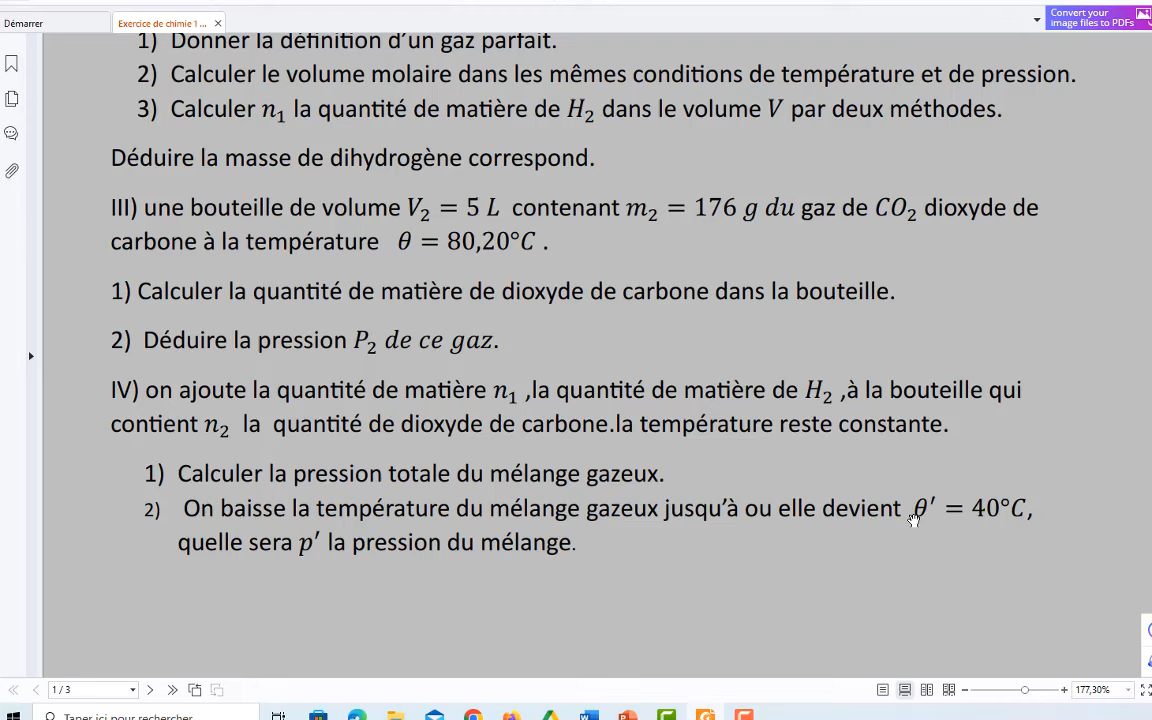 Démarrer
Exercice de chimie 1 ... ×
Convert your
image files to PDFs
1) Donner la définition d'un gaz parfait.
2) Calculer le volume molaire dans les mêmes conditions de température et de pression.
3) Calculer n₁ la quantité de matière de H₂ dans le volume V par deux méthodes.
Déduire la masse de dihydrogène correspond.
III) une bouteille de volume V₂ = 5 L contenant m₂ = 176 g du gaz de CO₂ dioxyde de
carbone à la température θ = 80,20°C .
1) Calculer la quantité de matière de dioxyde de carbone dans la bouteille.
2) Déduire la pression P₂ de ce gaz.
IV) on ajoute la quantité de matière n₁ ,la quantité de matière de H₂ ,à la bouteille qui
contient n₂ la quantité de dioxyde de carbone.la température reste constante.
1) Calculer la pression totale du mélange gazeux.
2) On baisse la température du mélange gazeux jusqu'à ou elle devient θ′ = 40°C,
quelle sera p′ la pression du mélange.
1 / 3
177,30%
Taper ici pour rechercher